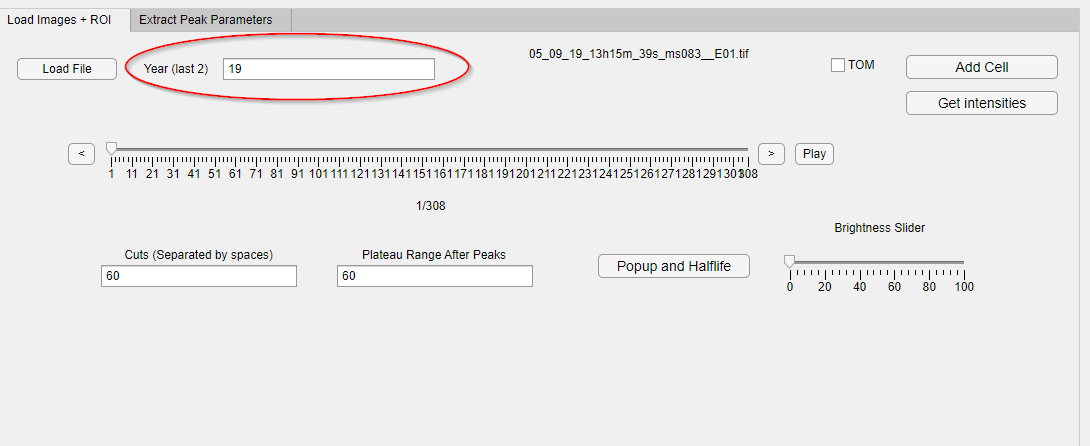 Load Images + ROI Extract Peak Parameters
05_09_19_13h15m_39s_ms083__E01.tif
Load File Year (last 2) 19 TOM Add Cell
Get intensities
< > Play
1 11 21 31 41 51 61 71 81 91 101 111 121 131 141 151 161 171 181 191 201 211 221 231 241 251 261 271 281 291 301 308
1/308
Brightness Slider
Cuts (Separated by spaces) Plateau Range After Peaks
60 60 Popup and Halflife
0 20 40 60 80 100